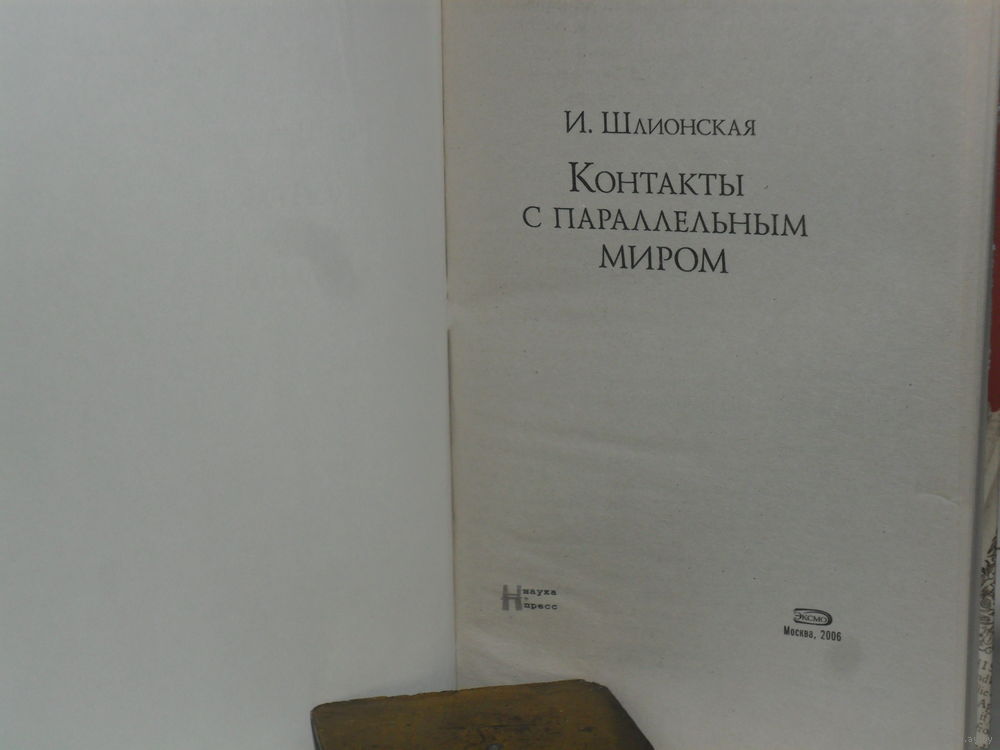 И. Шлионская
Контакты
с параллельным
миром
Наука
пресс
ЭКСМО
Москва, 2006